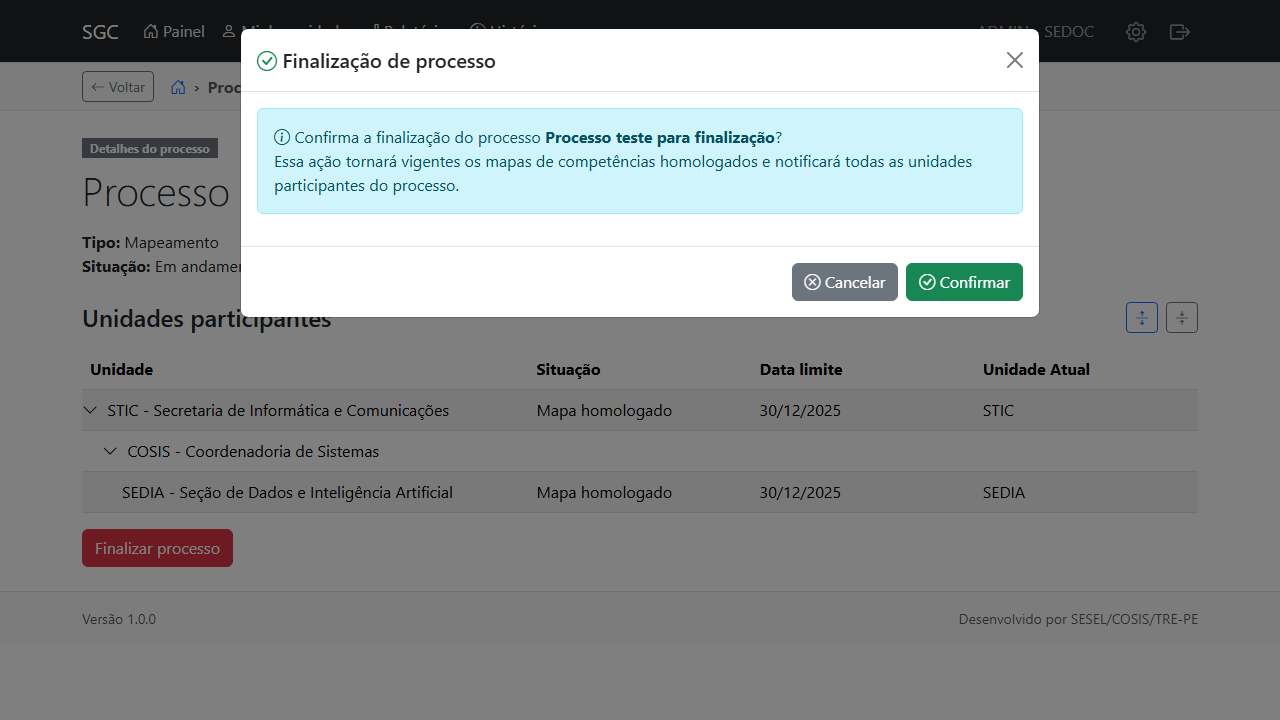 SGC Painel
ADMIN - SEDOC
Finalização de processo
Voltar
Confirma a finalização do processo Processo teste para finalização?
Essa ação tornará vigentes os mapas de competências homologados e notificará todas as unidades
participantes do processo.
Cancelar Confirmar
Detalhes do processo
Processo
Tipo: Mapeamento
Situação: Em
Unidades participantes
Unidade Situação Data limite Unidade Atual
STIC - Secretaria de Informática e Comunicações Mapa homologado 30/12/2025 STIC
COSIS - Coordenadoria de Sistemas
SEDIA - Seção de Dados e Inteligência Artificial Mapa homologado 30/12/2025 SEDIA
Finalizar processo
Versão 1.0.0 Desenvolvido por SESEL/COSIS/TRE-PE